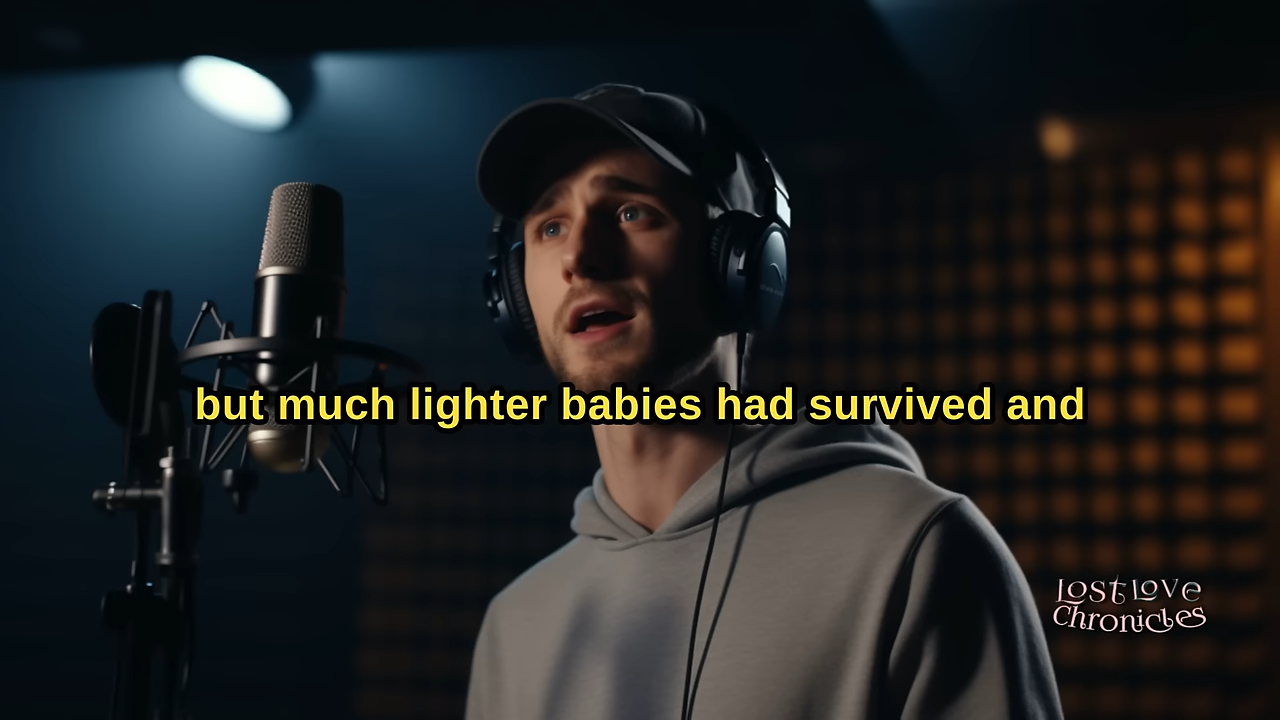 but much lighter babies had survived and
Lost Love
Chronicles